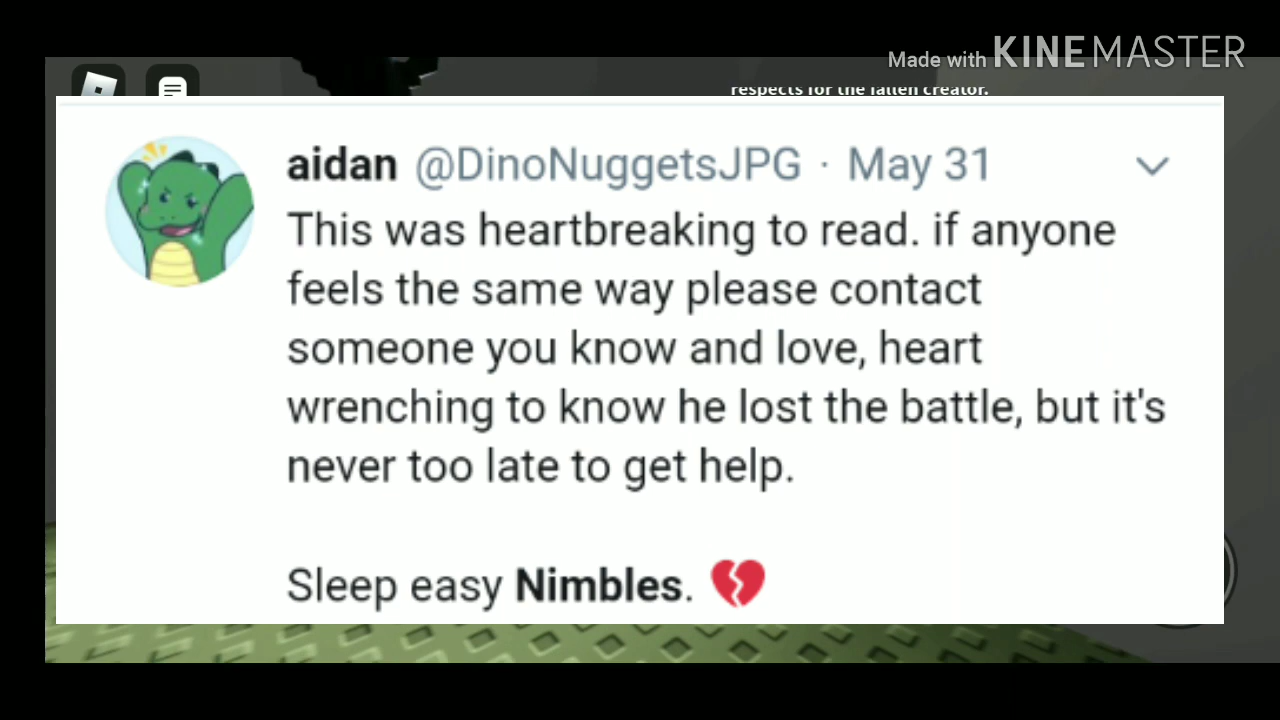 Made with KINEMASTER
respects for the fallen creator.
aidan @DinoNuggetsJPG · May 31
This was heartbreaking to read. if anyone
feels the same way please contact
someone you know and love, heart
wrenching to know he lost the battle, but it's
never too late to get help.
Sleep easy Nimbles. 💔